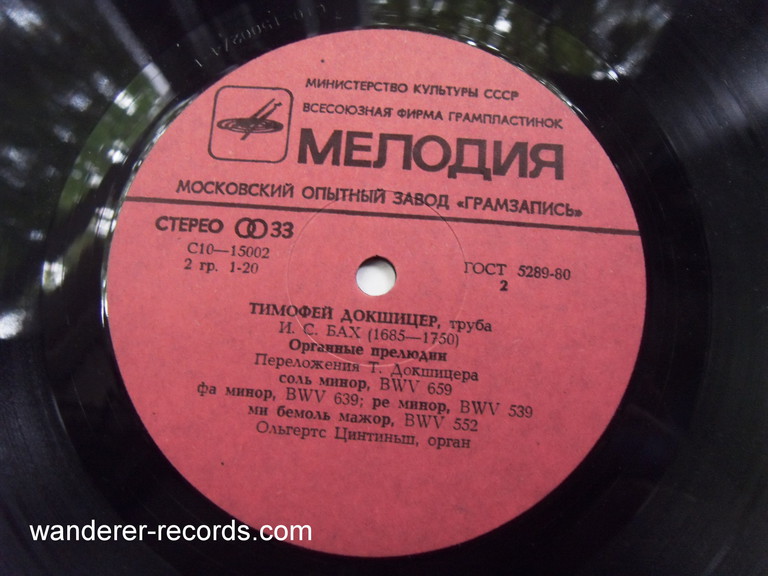 МИНИСТЕРСТВО КУЛЬТУРЫ СССР
ВСЕСОЮЗНАЯ ФИРМА ГРАМПЛАСТИНОК
МЕЛОДИЯ
МОСКОВСКИЙ ОПЫТНЫЙ ЗАВОД «ГРАМЗАПИСЬ»
СТЕРЕО 33
С10—15002
2 гр. 1-20
ГОСТ 5289-80
2
ТИМОФЕЙ ДОКШИЦЕР, труба
И. С. БАХ (1685—1750)
Органные прелюдии
Переложения Т. Докшицера
соль минор, BWV 659
фа минор, BWV 639; ре минор, BWV 539
ми бемоль мажор, BWV 552
Ольгертс Цинтиньш, орган
wanderer-records.com